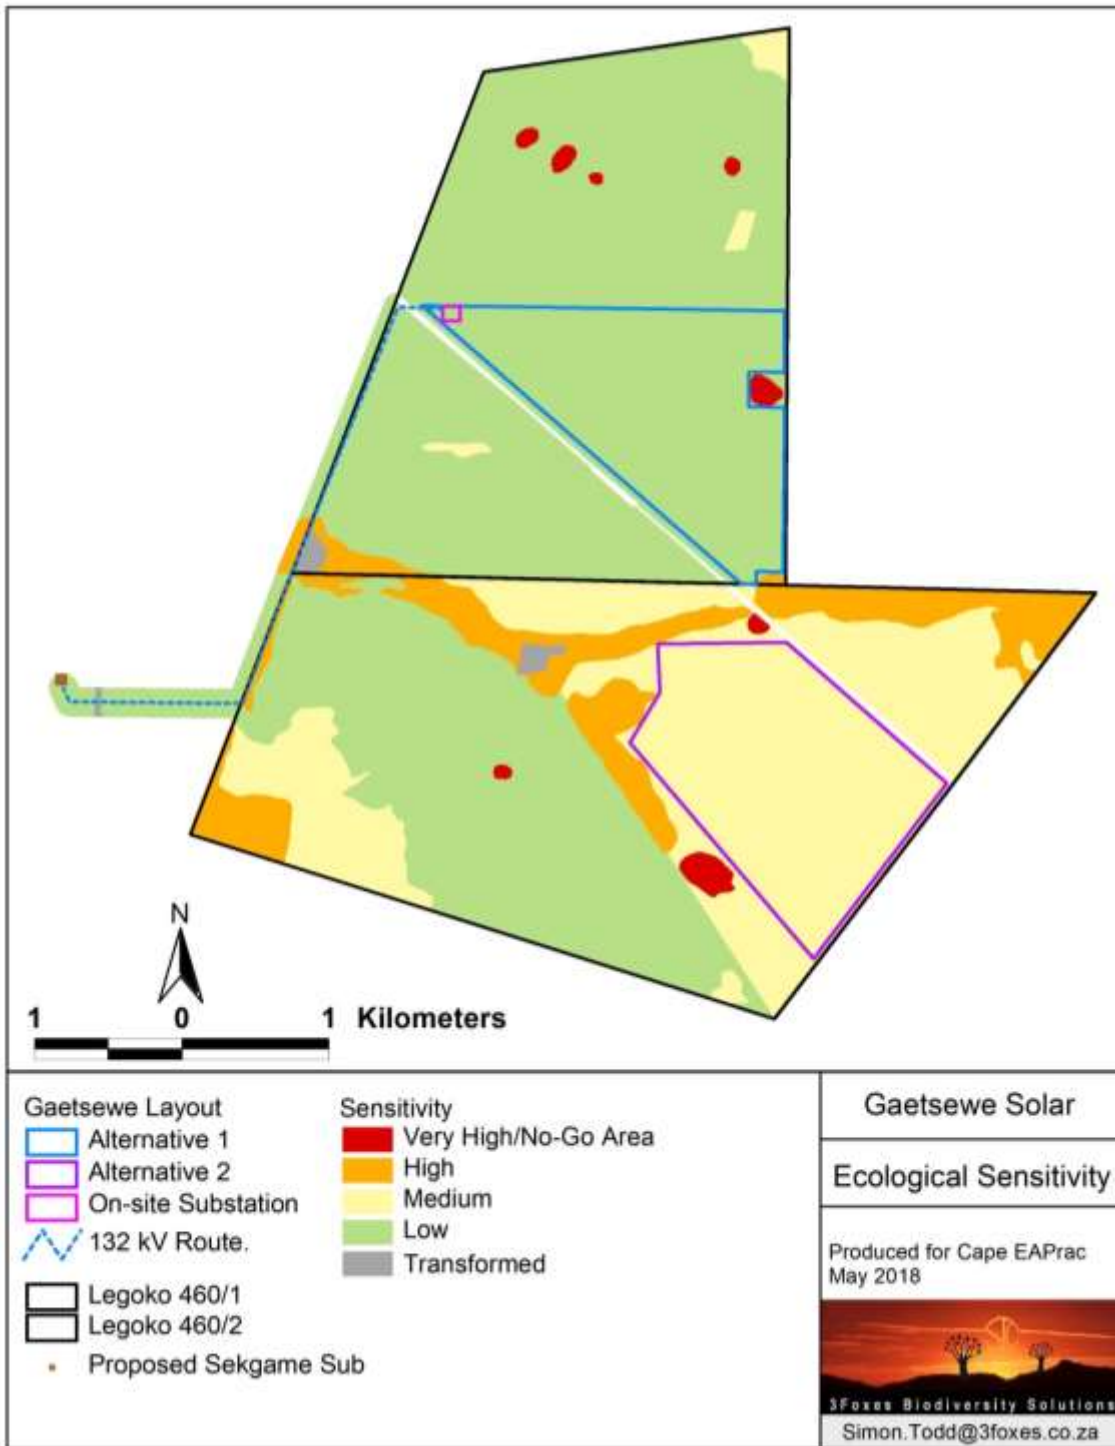 N
1 0 1 Kilometers
Gaetsewe Layout
Alternative 1
Alternative 2
On-site Substation
132 kV Route.
Legoko 460/1
Legoko 460/2
Proposed Sekgame Sub
Sensitivity
Very High/No-Go Area
High
Medium
Low
Transformed
Gaetsewe Solar
Ecological Sensitivity
Produced for Cape EAPrac
May 2018
3Foxes Biodiversity Solutions
Simon.Todd@3foxes.co.za